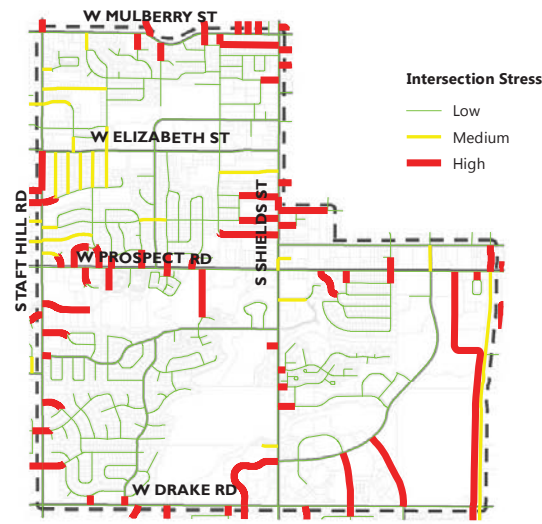 W MULBERRY ST
Intersection Stress
Low
Medium
High
W ELIZABETH ST
STAFT HILL RD
S SHIELDS ST
W PROSPECT RD
W DRAKE RD